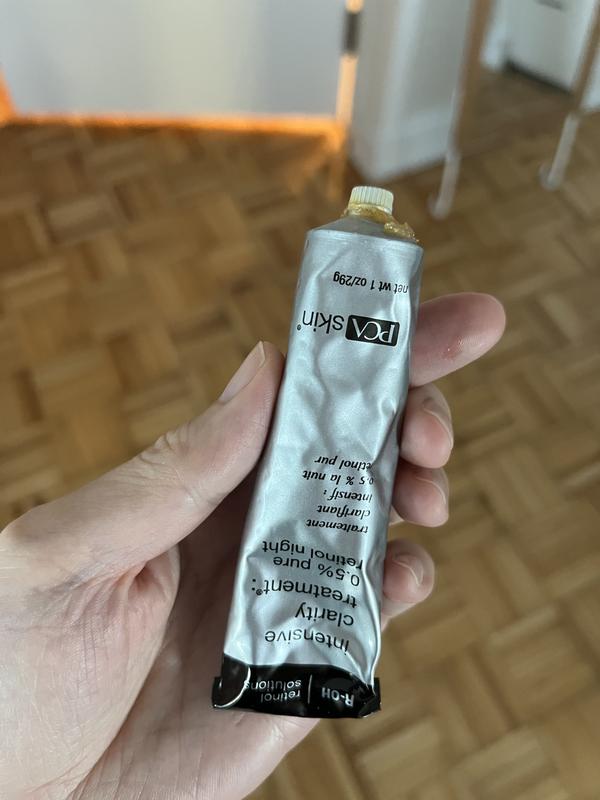 R-OH | retinol
solutions
intensive
clarity
treatment®:
0.5% pure
retinol night
traitement
clarifiant
intensif :
0,5 % la nuit
rétinol pur
PCA skin®
net wt 1 oz/29g